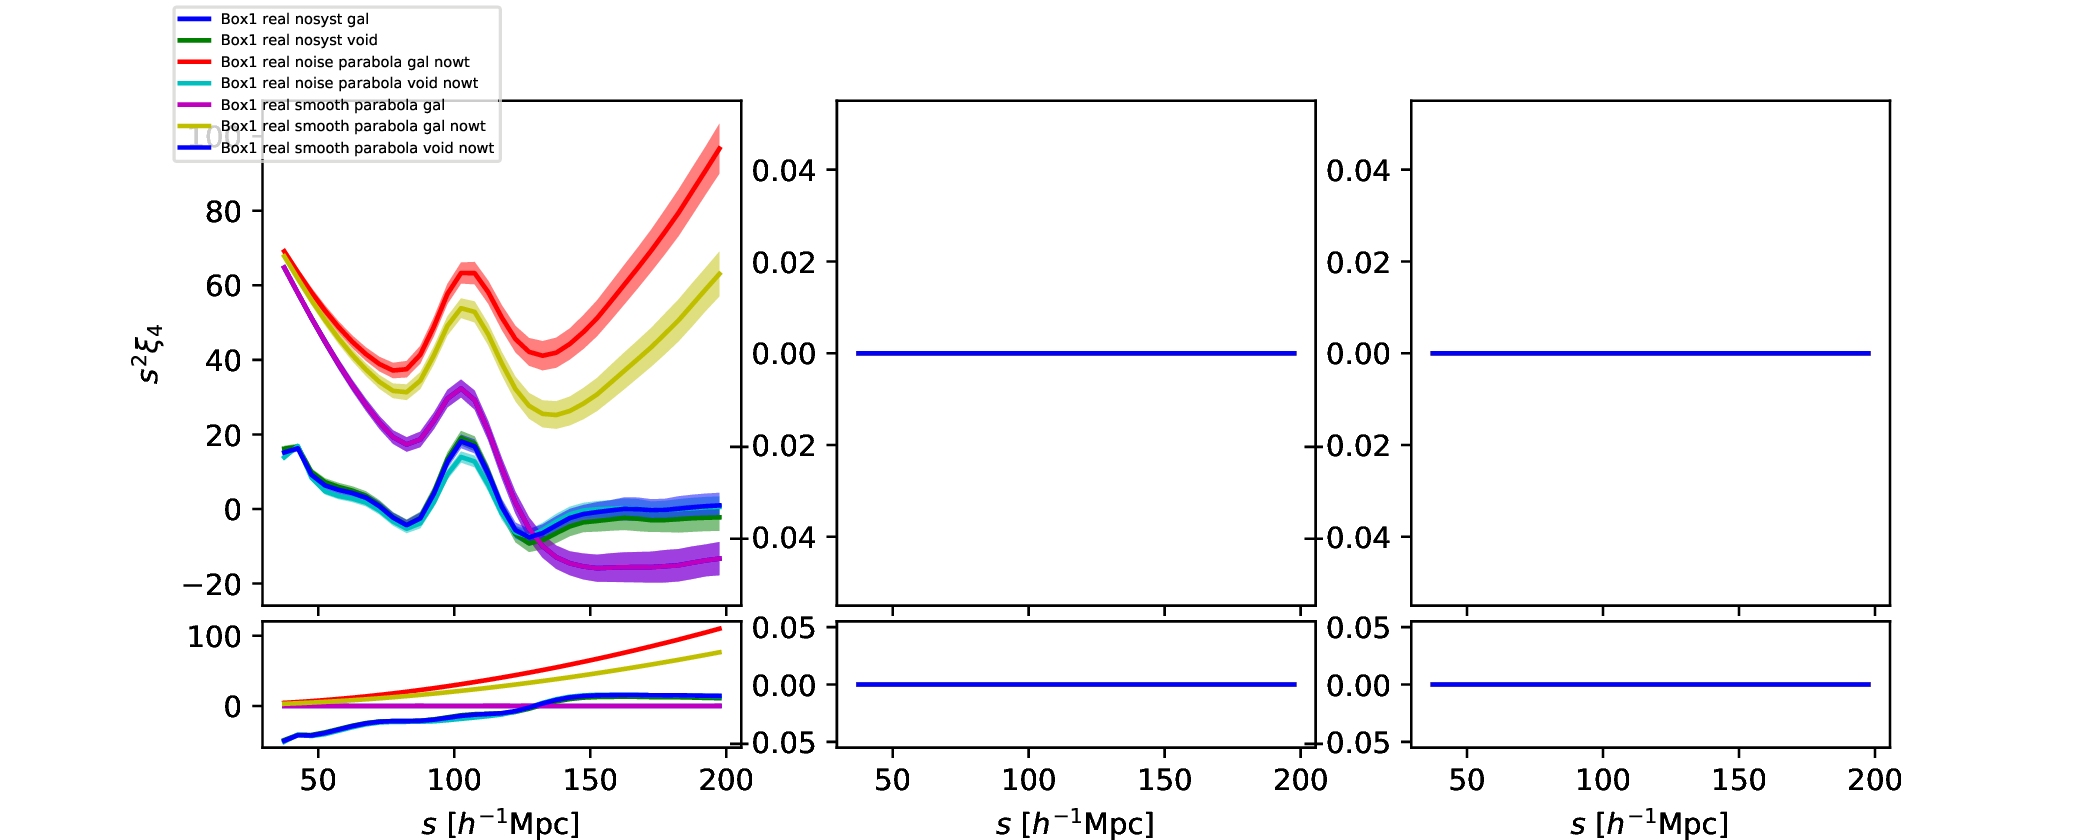 Box1 real nosyst gal
Box1 real nosyst void
Box1 real noise parabola gal nowt
Box1 real noise parabola void nowt
Box1 real smooth parabola gal
Box1 real smooth parabola gal nowt
Box1 real smooth parabola void nowt
100
80
60
40
20
0
−20
s²ξ₄
0.04
0.02
0.00
−0.02
−0.04
0.04
0.02
0.00
−0.02
−0.04
100
0
0.05
0.00
−0.05
0.05
0.00
−0.05
50 100 150 200
50 100 150 200
50 100 150 200
s [h⁻¹Mpc]
s [h⁻¹Mpc]
s [h⁻¹Mpc]